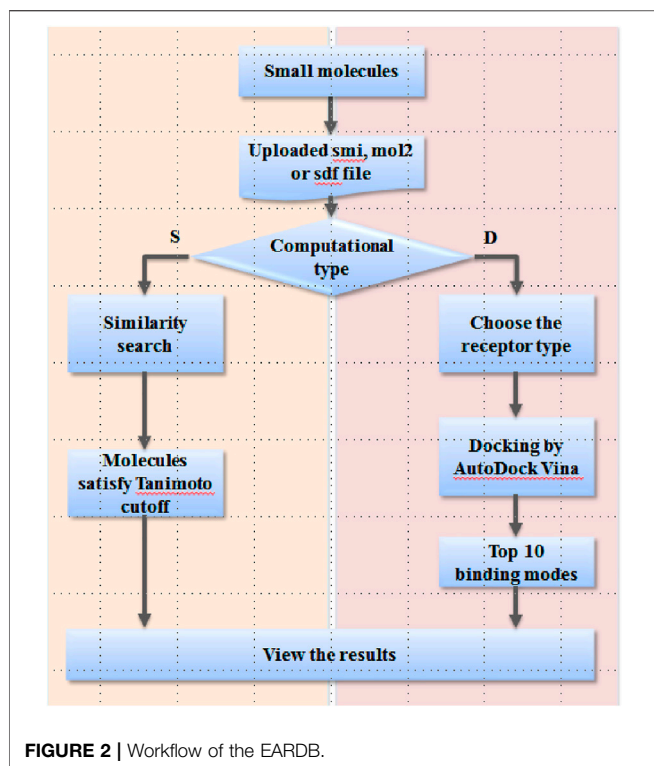 Small molecules
Uploaded smi, mol2
or sdf file
Computational
type
S
D
Similarity
search
Choose the
receptor type
Molecules
satisfy Tanimoto
cutoff
Docking by
AutoDock Vina
Top 10
binding modes
View the results
FIGURE 2 | Workflow of the EARDB.